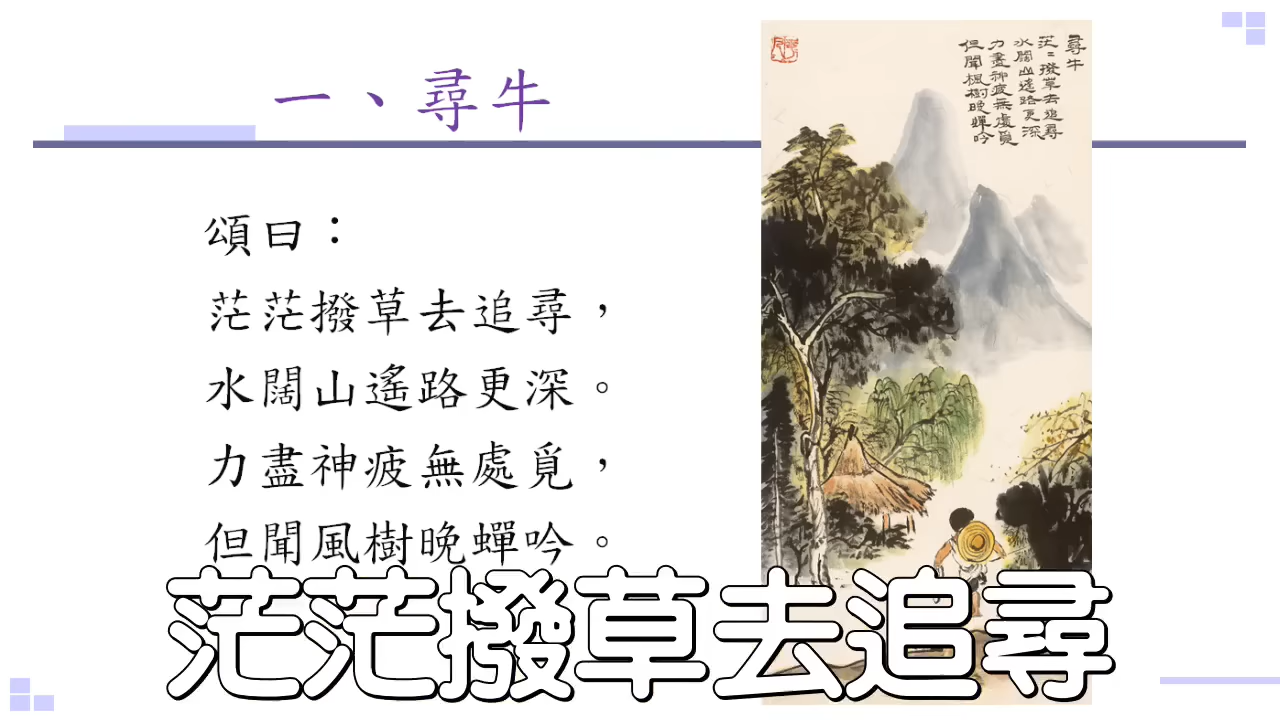 一、尋牛
頌曰：
茫茫撥草去追尋，
水闊山遙路更深。
力盡神疲無處覓，
但聞風樹晚蟬吟。
尋牛
茫〻撥草去追尋
水闊山遙路更深
力盡神疲無處覓
但聞楓樹晚蟬吟
茫茫撥草去追尋